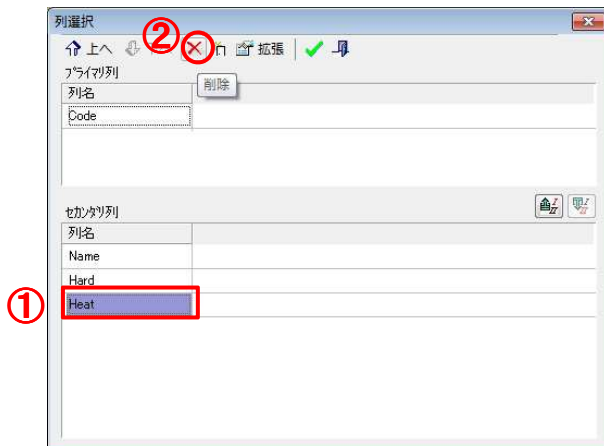 列選択
②
上へ 拡張
削除
プライマリ列
列名
Code
セカンダリ列
列名
Name
Hard
①
Heat